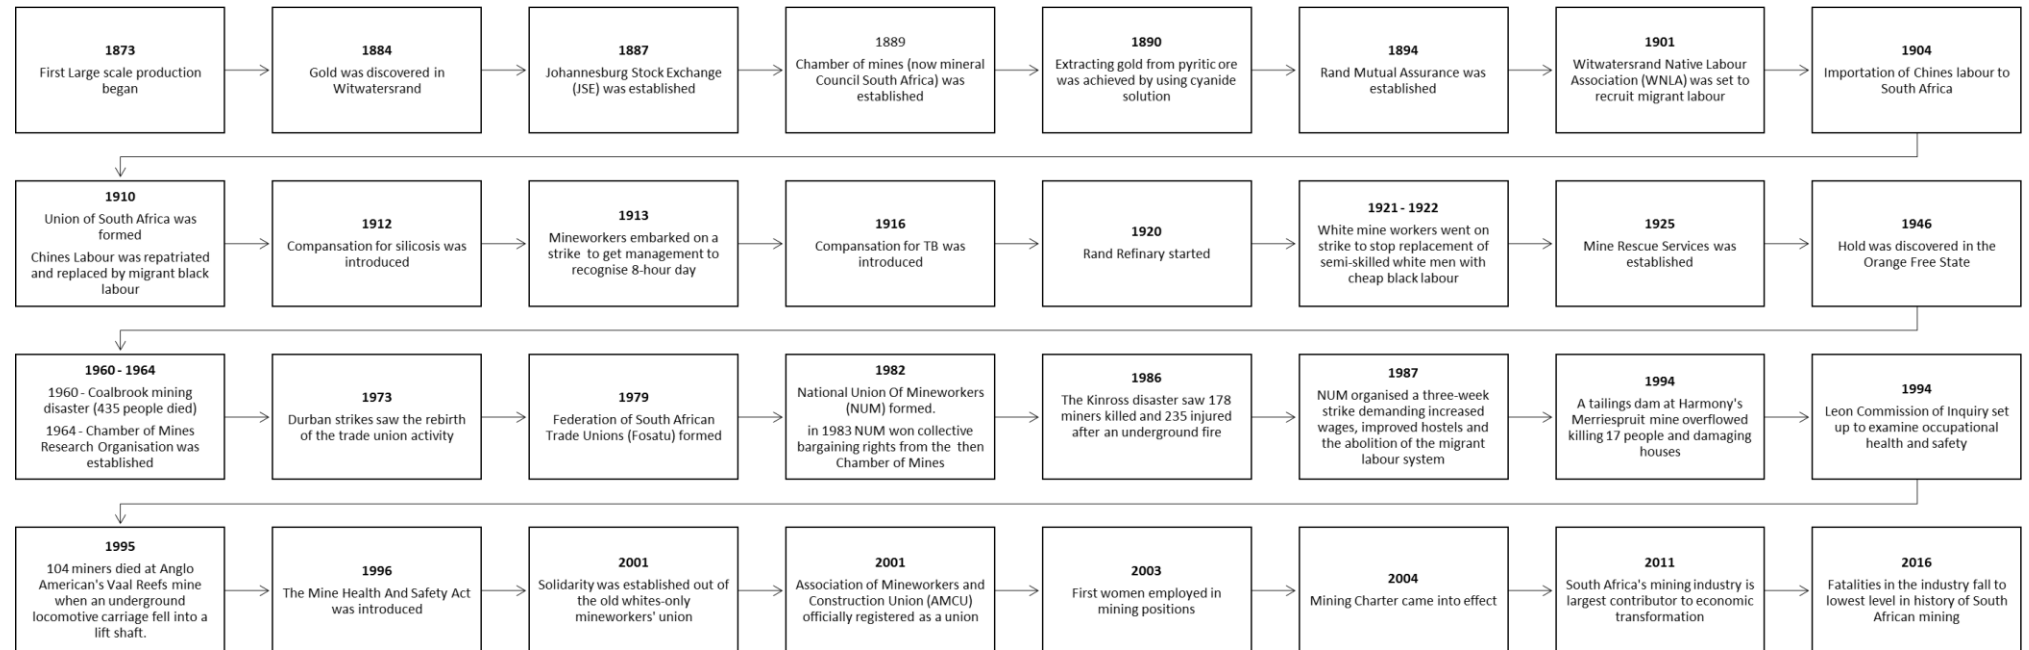 1873
First Large scale production
began
1884
Gold was discovered in
Witwatersrand
1887
Johannesburg Stock Exchange
(JSE) was established
1889
Chamber of mines (now mineral
Council South Africa) was
established
1890
Extracting gold from pyritic ore
was achieved by using cyanide
solution
1894
Rand Mutual Assurance was
established
1901
Witwatersrand Native Labour
Association (WNLA) was set to
recruit migrant labour
1904
Importation of Chines labour to
South Africa
1910
Union of South Africa was
formed
Chines Labour was repatriated
and replaced by migrant black
labour
1912
Compansation for silicosis was
introduced
1913
Mineworkers embarked on a
strike to get management to
recognise 8-hour day
1916
Compansation for TB was
introduced
1920
Rand Refinary started
1921 - 1922
White mine workers went on
strike to stop replacement of
semi-skilled white men with
cheap black labour
1925
Mine Rescue Services was
established
1946
Hold was discovered in the
Orange Free State
1960 - 1964
1960 - Coalbrook mining
disaster (435 people died)
1964 - Chamber of Mines
Research Organisation was
established
1973
Durban strikes saw the rebirth
of the trade union activity
1979
Federation of South African
Trade Unions (Fosatu) formed
1982
National Union Of Mineworkers
(NUM) formed.
in 1983 NUM won collective
bargaining rights from the then
Chamber of Mines
1986
The Kinross disaster saw 178
miners killed and 235 injured
after an underground fire
1987
NUM organised a three-week
strike demanding increased
wages, improved hostels and
the abolition of the migrant
labour system
1994
A tailings dam at Harmony's
Merriespruit mine overflowed
killing 17 people and damaging
houses
1994
Leon Commission of Inquiry set
up to examine occupational
health and safety
1995
104 miners died at Anglo
American's Vaal Reefs mine
when an underground
locomotive carriage fell into a
lift shaft.
1996
The Mine Health And Safety Act
was introduced
2001
Solidarity was established out of
the old whites-only
mineworkers' union
2001
Association of Mineworkers and
Construction Union (AMCU)
officially registered as a union
2003
First women employed in
mining positions
2004
Mining Charter came into effect
2011
South Africa's mining industry is
largest contributor to economic
transformation
2016
Fatalities in the industry fall to
lowest level in history of South
African mining